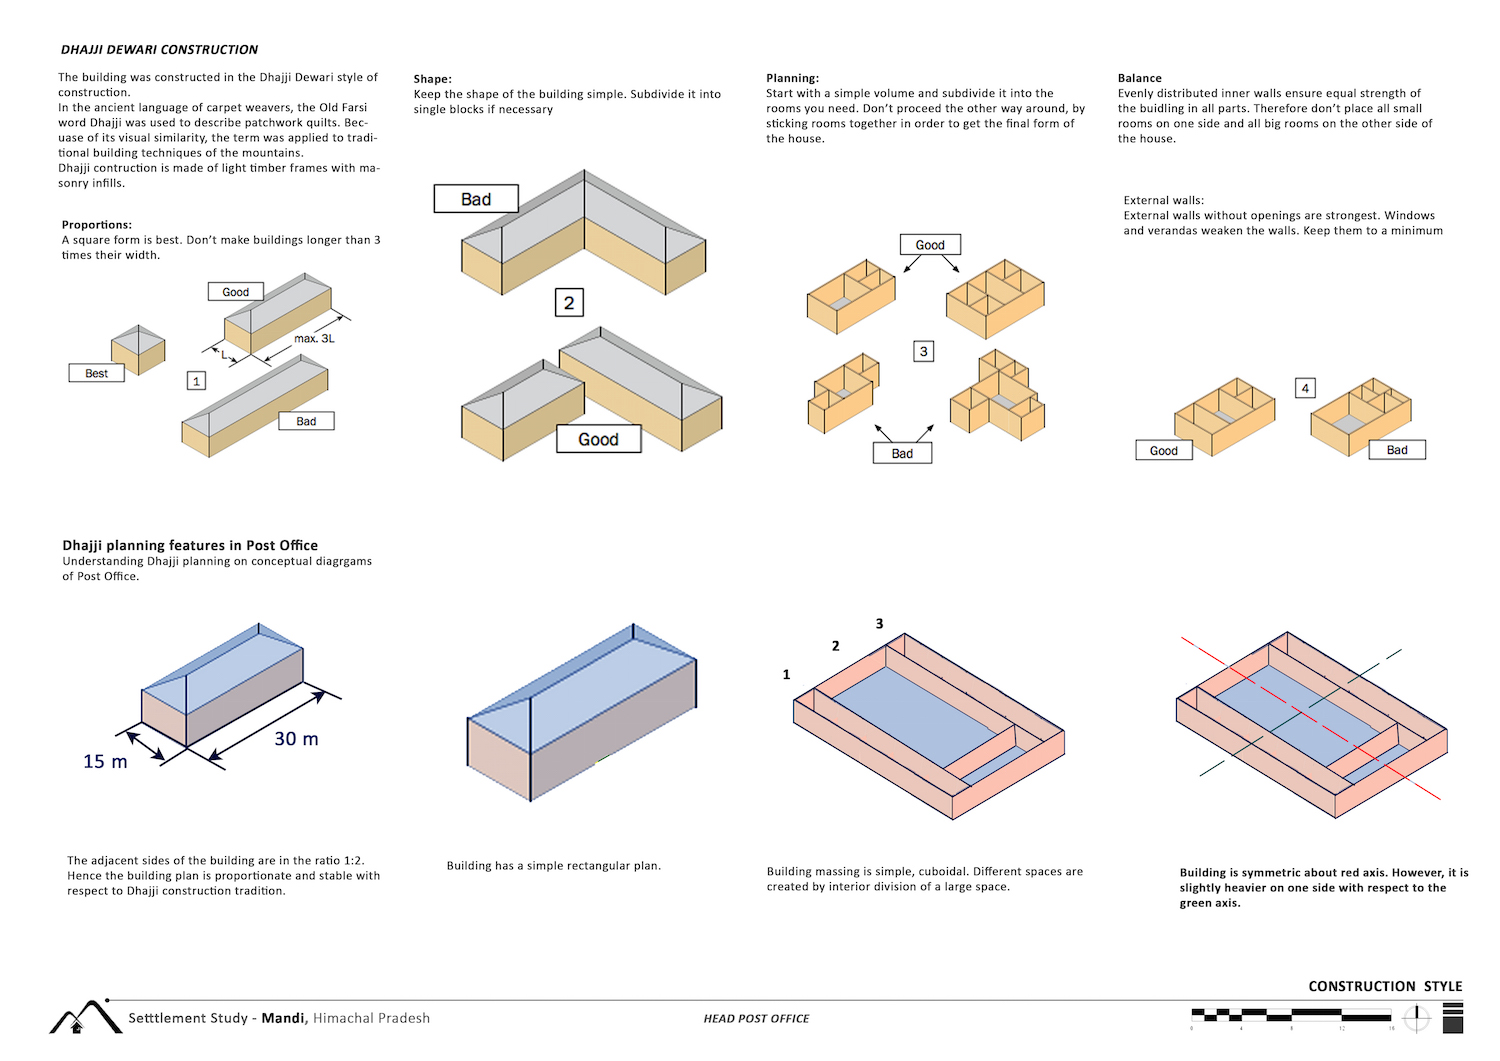 DHAJJI DEWARI CONSTRUCTION
The building was constructed in the Dhajji Dewari style of
construction.
In the ancient language of carpet weavers, the Old Farsi
word Dhajji was used to describe patchwork quilts. Bec-
uase of its visual similarity, the term was applied to tradi-
tional building techniques of the mountains.
Dhajji contruction is made of light timber frames with ma-
sonry infills.
Proportions:
A square form is best. Don't make buildings longer than 3
times their width.
Good
max. 3L
L
Best
1
Bad
Shape:
Keep the shape of the building simple. Subdivide it into
single blocks if necessary
Bad
2
Good
Planning:
Start with a simple volume and subdivide it into the
rooms you need. Don't proceed the other way around, by
sticking rooms together in order to get the final form of
the house.
Good
3
Bad
Balance
Evenly distributed inner walls ensure equal strength of
the buidling in all parts. Therefore don't place all small
rooms on one side and all big rooms on the other side of
the house.
External walls:
External walls without openings are strongest. Windows
and verandas weaken the walls. Keep them to a minimum
4
Good
Bad
Dhajji planning features in Post Office
Understanding Dhajji planning on conceptual diagrgams
of Post Office.
15 m
30 m
The adjacent sides of the building are in the ratio 1:2.
Hence the building plan is proportionate and stable with
respect to Dhajji construction tradition.
Building has a simple rectangular plan.
1
2
3
Building massing is simple, cuboidal. Different spaces are
created by interior division of a large space.
Building is symmetric about red axis. However, it is
slightly heavier on one side with respect to the
green axis.
CONSTRUCTION STYLE
Setttlement Study - Mandi, Himachal Pradesh
HEAD POST OFFICE
0 4 8 12 16